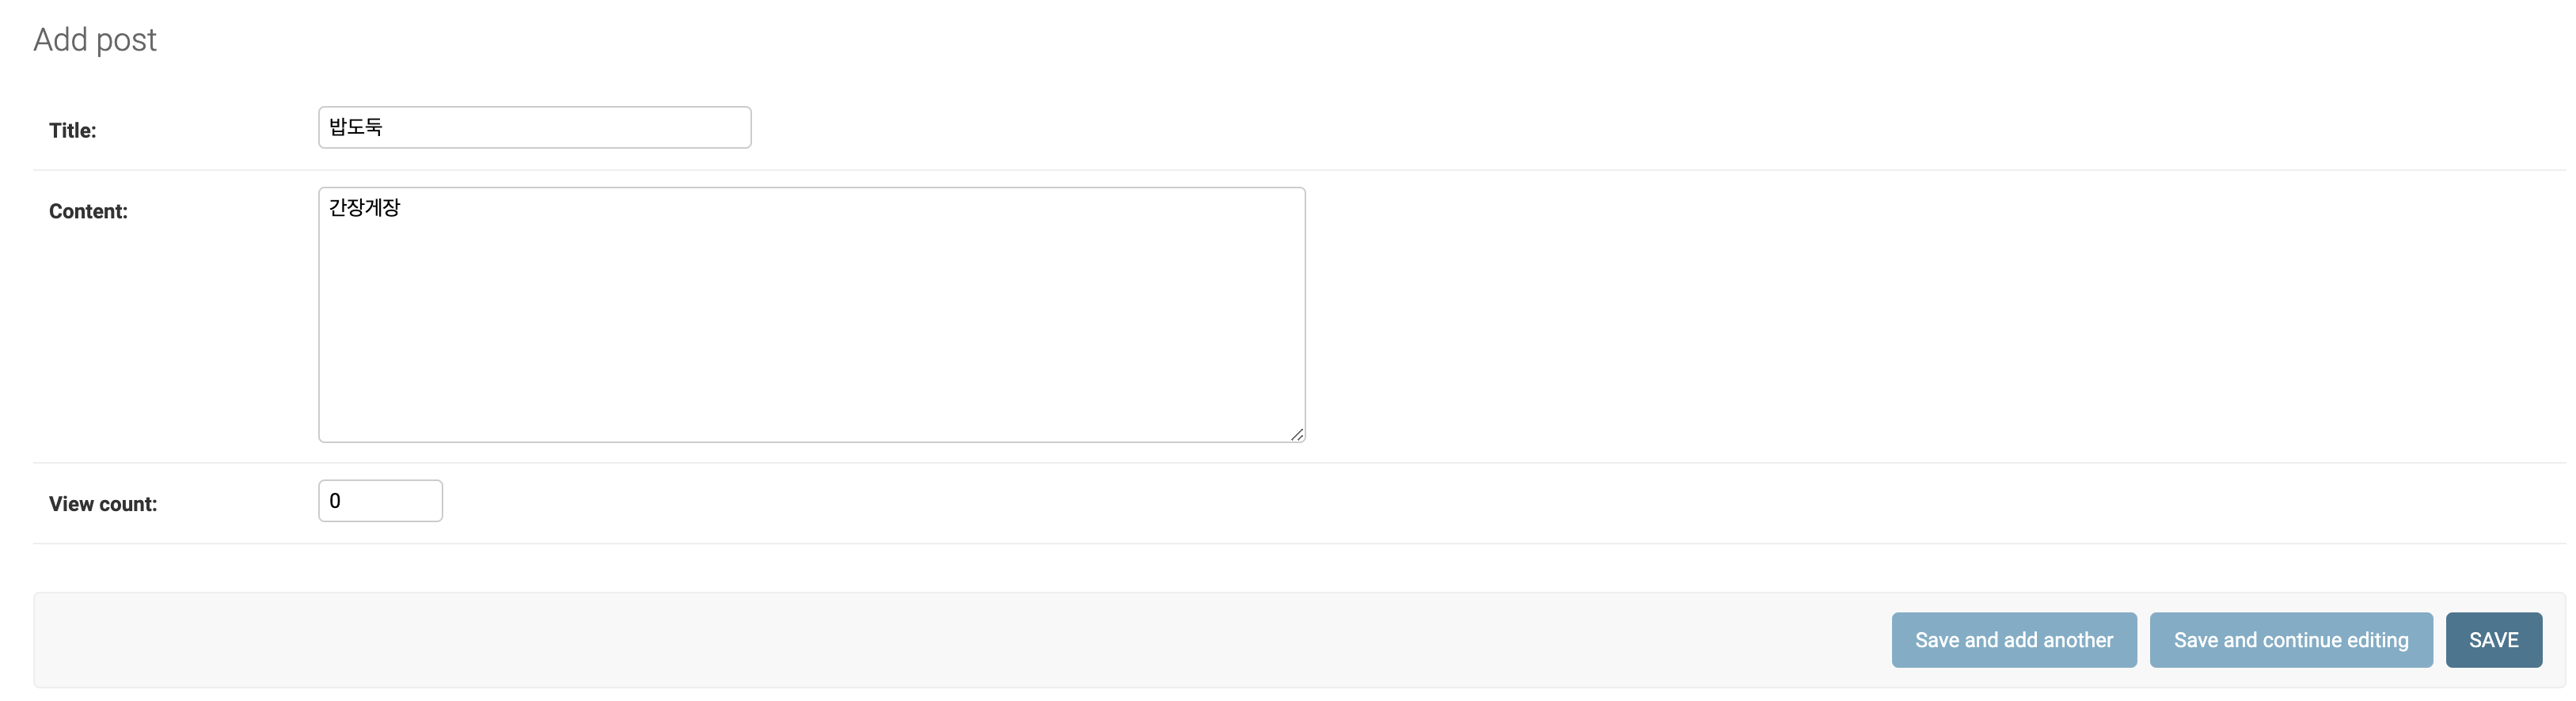 Add post
Title: 밥도둑
Content: 간장게장
View count: 0
Save and add another Save and continue editing SAVE